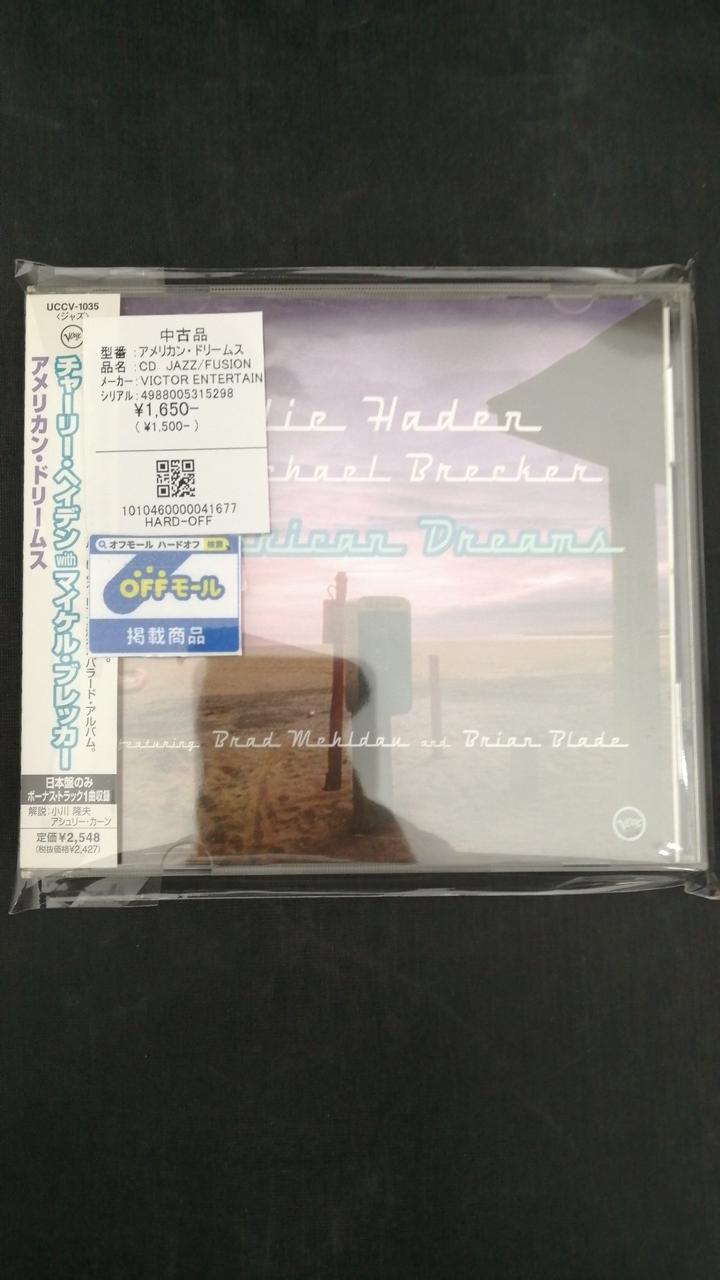 UCCV-1035
〈ジャズ〉
Verve
チャーリー・ヘイデン with マイケル・ブレッカー
アメリカン・ドリームス
バラード・アルバム。
日本盤のみ
ボーナス・トラック1曲収録
解説:小川 隆夫
アシュリー・カーン
定価¥2,548
(税抜価格¥2,427)
中古品
型番:アメリカン・ドリームス
品名:CD JAZZ/FUSION
メーカー:VICTOR ENTERTAIN
シリアル:4988005315298
¥1,650-
(¥1,500-)
1010460000041677
HARD-OFF
オフモール ハードオフ 検索
OFFモール
掲載商品
lie Haden
chael Brecker
rican Dreams
featuring Brad Mehldau and Brian Blade
Verve